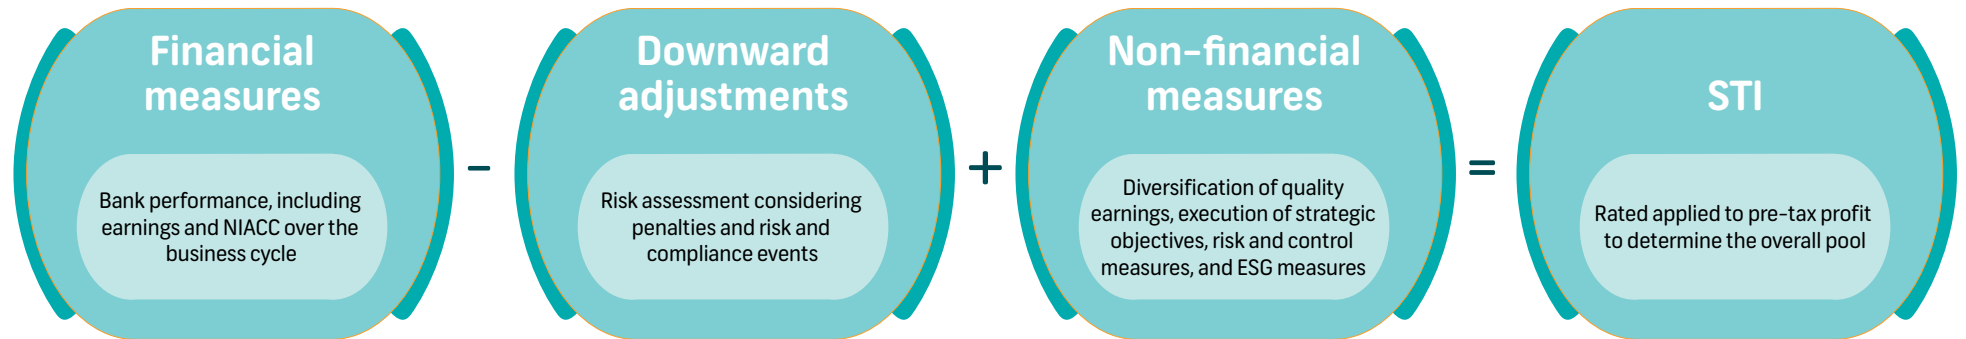 Financial
measures
Bank performance, including
earnings and NIACC over the
business cycle
-
Downward
adjustments
Risk assessment considering
penalties and risk and
compliance events
+
Non-financial
measures
Diversification of quality
earnings, execution of strategic
objectives, risk and control
measures, and ESG measures
=
STI
Rated applied to pre-tax profit
to determine the overall pool